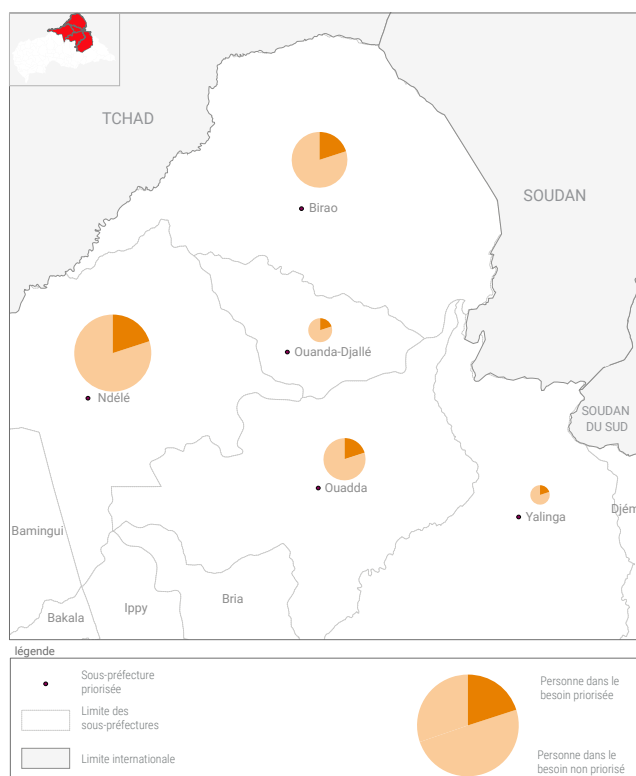 TCHAD
SOUDAN
Birao
Ouanda-Djallé
Ndélé
SOUDAN
DU SUD
Ouadda
Yalinga
Djém
Bamingui
Ippy
Bria
Bakala
légende
Sous-préfecture
priorisée
Limite des
sous-préfectures
Limite internationale
Personne dans le
besoin priorisée
Personne dans le
besoin non priorisé